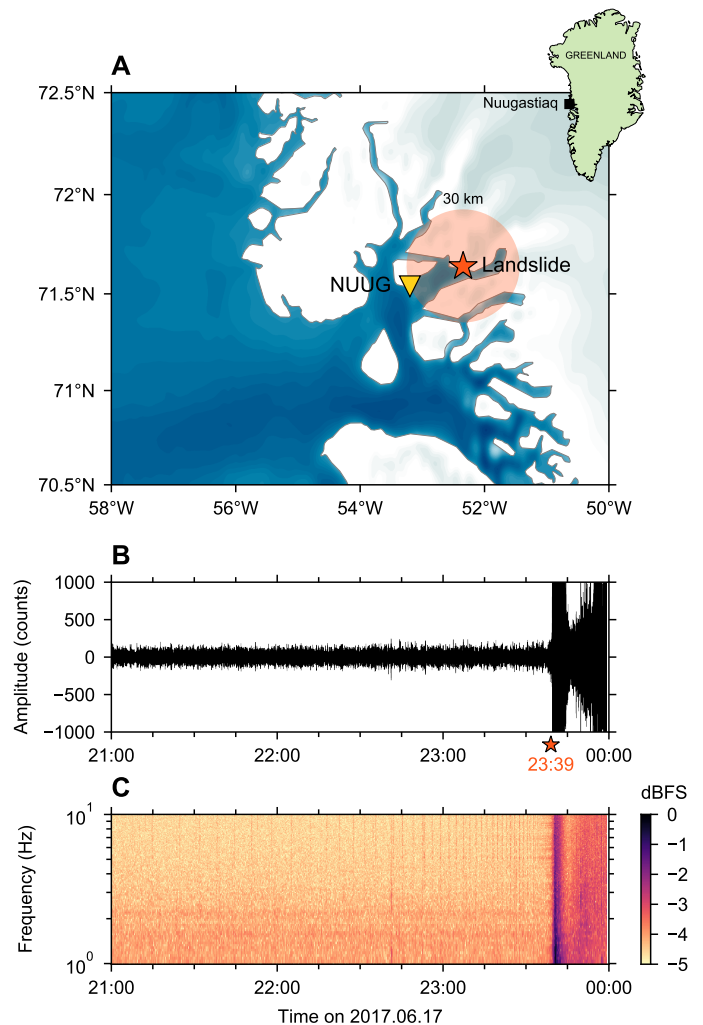 A
GREENLAND
Nuugastiaq
72.5°N
72°N
71.5°N
71°N
70.5°N
30 km
NUUG
Landslide
58°W 56°W 54°W 52°W 50°W
B
Amplitude (counts)
1000
500
0
−500
−1000
21:00 22:00 23:00 00:00
23:39
C
dBFS
Frequency (Hz)
10¹
10⁰
0
−1
−2
−3
−4
−5
21:00 22:00 23:00 00:00
Time on 2017.06.17